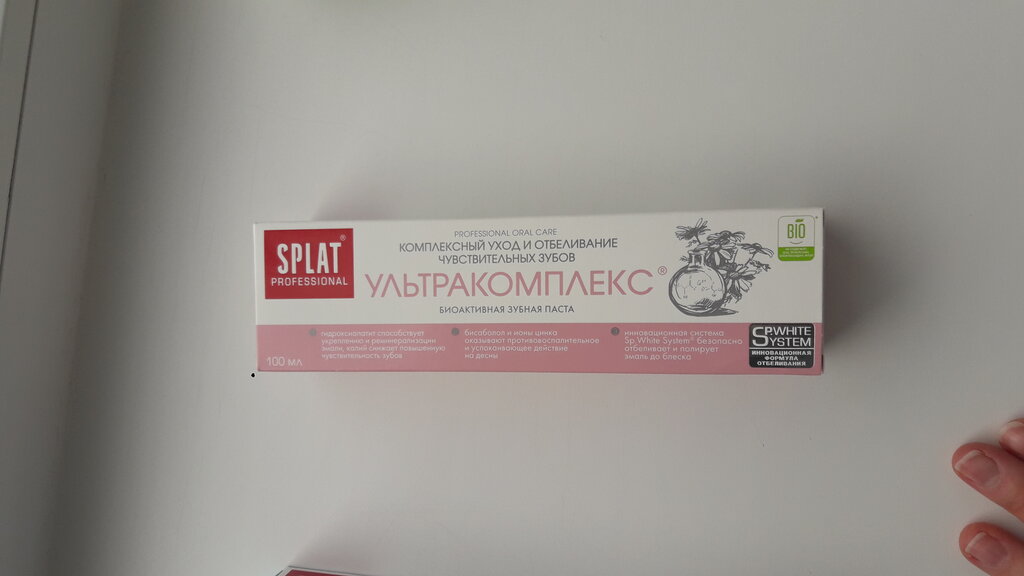 SPLAT®
PROFESSIONAL
PROFESSIONAL ORAL CARE
КОМПЛЕКСНЫЙ УХОД И ОТБЕЛИВАНИЕ
ЧУВСТВИТЕЛЬНЫХ ЗУБОВ
УЛЬТРАКОМПЛЕКС®
БИОАКТИВНАЯ ЗУБНАЯ ПАСТА
BIO
гидроксиапатит способствует
укреплению и реминерализации
эмали, калий снижает повышенную
чувствительность зубов
бисаболол и ионы цинка
оказывают противовоспалительное
и успокаивающее действие
на десны
инновационная система
Sp.White System® безопасно
отбеливает и полирует
эмаль до блеска
SP.WHITE
SYSTEM
ИННОВАЦИОННАЯ
ФОРМУЛА
ОТБЕЛИВАНИЯ
100 мл